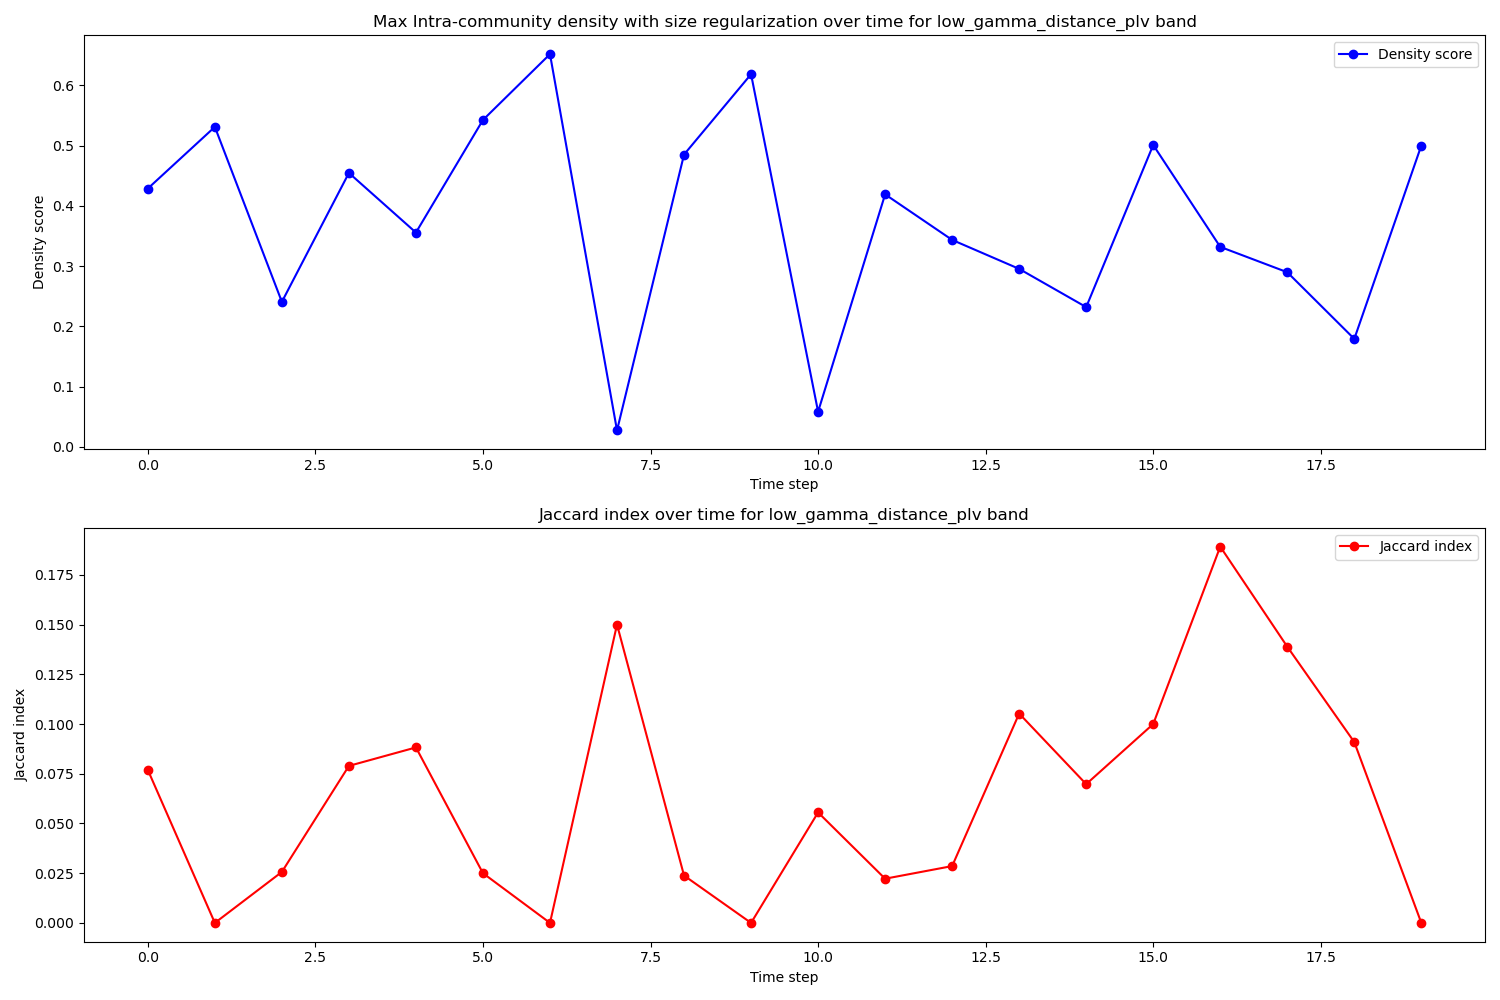 Max Intra-community density with size regularization over time for low_gamma_distance_plv band
Density score
Density score
0.6
0.5
0.4
0.3
0.2
0.1
0.0
0.0 2.5 5.0 7.5 10.0 12.5 15.0 17.5
Time step
Jaccard index over time for low_gamma_distance_plv band
Jaccard index
Jaccard index
0.175
0.150
0.125
0.100
0.075
0.050
0.025
0.000
0.0 2.5 5.0 7.5 10.0 12.5 15.0 17.5
Time step